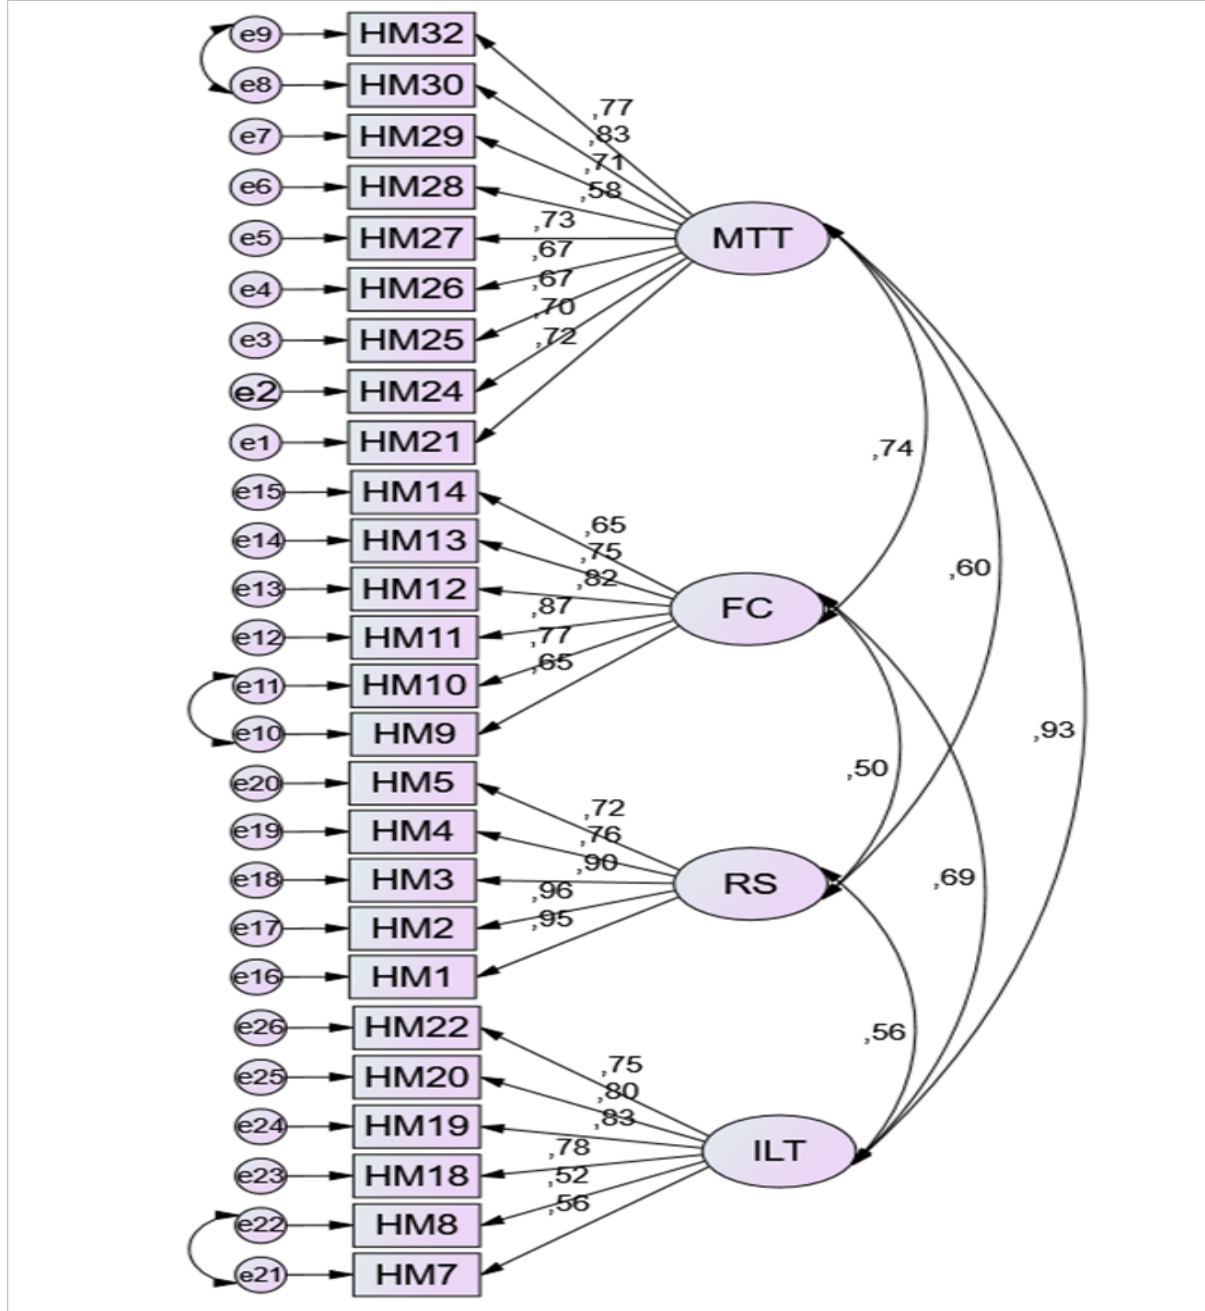 e9 HM32
e8 HM30
,77
e7 HM29 ,83
,71
e6 HM28 ,58
,73
e5 HM27 MTT
,67
e4 HM26 ,67
,70
e3 HM25 ,72
e2 HM24
e1 HM21 ,74
e15 HM14
,65
e14 HM13 ,75
,60
e13 HM12 ,82
,87 FC
e12 HM11 ,77
,65
e11 HM10
e10 HM9 ,93
,50
e20 HM5
,72
e19 HM4 ,76
,90
e18 HM3 RS ,69
,96
e17 HM2 ,95
e16 HM1
e26 HM22 ,56
,75
e25 HM20 ,80
,83
e24 HM19
,78 ILT
e23 HM18 ,52
,56
e22 HM8
e21 HM7